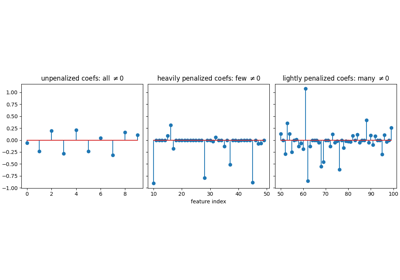 unpenalized coefs: all ≠0
heavily penalized coefs: few ≠0
lightly penalized coefs: many ≠0
1.00
0.75
0.50
0.25
0.00
−0.25
−0.50
−0.75
−1.00
0 2 4 6 8
10 20 30 40 50
50 60 70 80 90 100
feature index